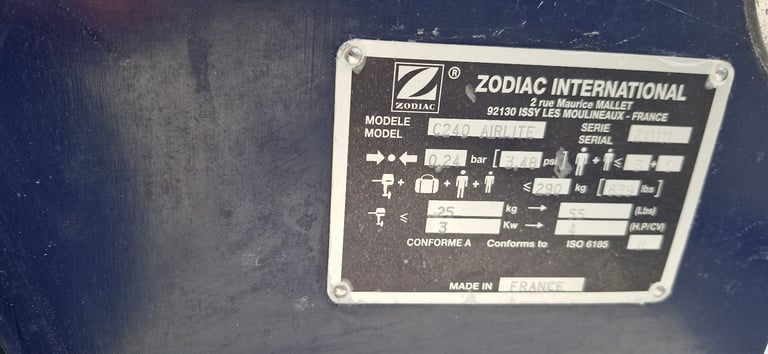 Z ®
ZODIAC
ZODIAC INTERNATIONAL
2 rue Maurice MALLET
92130 ISSY LES MOULINEAUX - FRANCE
MODELE
MODEL C240 AIRLITE
SERIE
SERIAL
0,24 bar [3,48 psi] + ≤ 3 +
+ + + ≤ 290 kg [639 lbs]
≤ 25 kg → 55 (Lbs)
3 Kw → 4 (H.P/CV)
CONFORME A Conforms to ISO 6185 II
MADE IN FRANCE